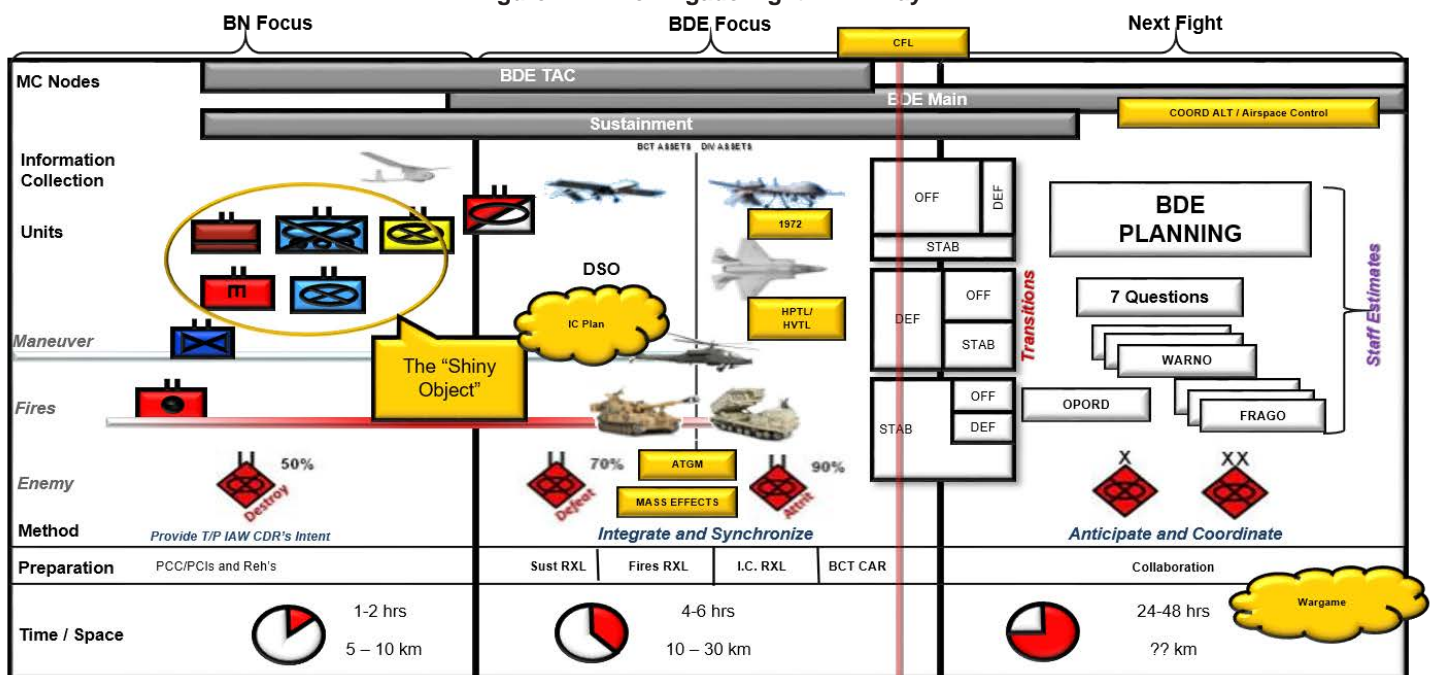 BN Focus
BDE Focus
Next Fight
CFL
MC Nodes
BDE TAC
BDE Main
COORD ALT / Airspace Control
Sustainment
BCT ASSETS
DIV ASSETS
Information
Collection
OFF
DEF
STAB
BDE
PLANNING
Units
1972
DSO
IC Plan
HPTL/
HVTL
DEF
OFF
STAB
Transitions
7 Questions
Staff Estimates
E
Maneuver
The "Shiny
Object"
WARNO
Fires
STAB
OFF
DEF
OPORD
FRAGO
Enemy
50%
Destroy
70%
Defeat
ATGM
MASS EFFECTS
90%
Attrit
X
XX
Method
Provide T/P IAW CDR's Intent
Integrate and Synchronize
Anticipate and Coordinate
Preparation
PCC/PCIs and Reh's
Sust RXL
Fires RXL
I.C. RXL
BCT CAR
Collaboration
Wargame
Time / Space
1-2 hrs
5 – 10 km
4-6 hrs
10 – 30 km
24-48 hrs
?? km